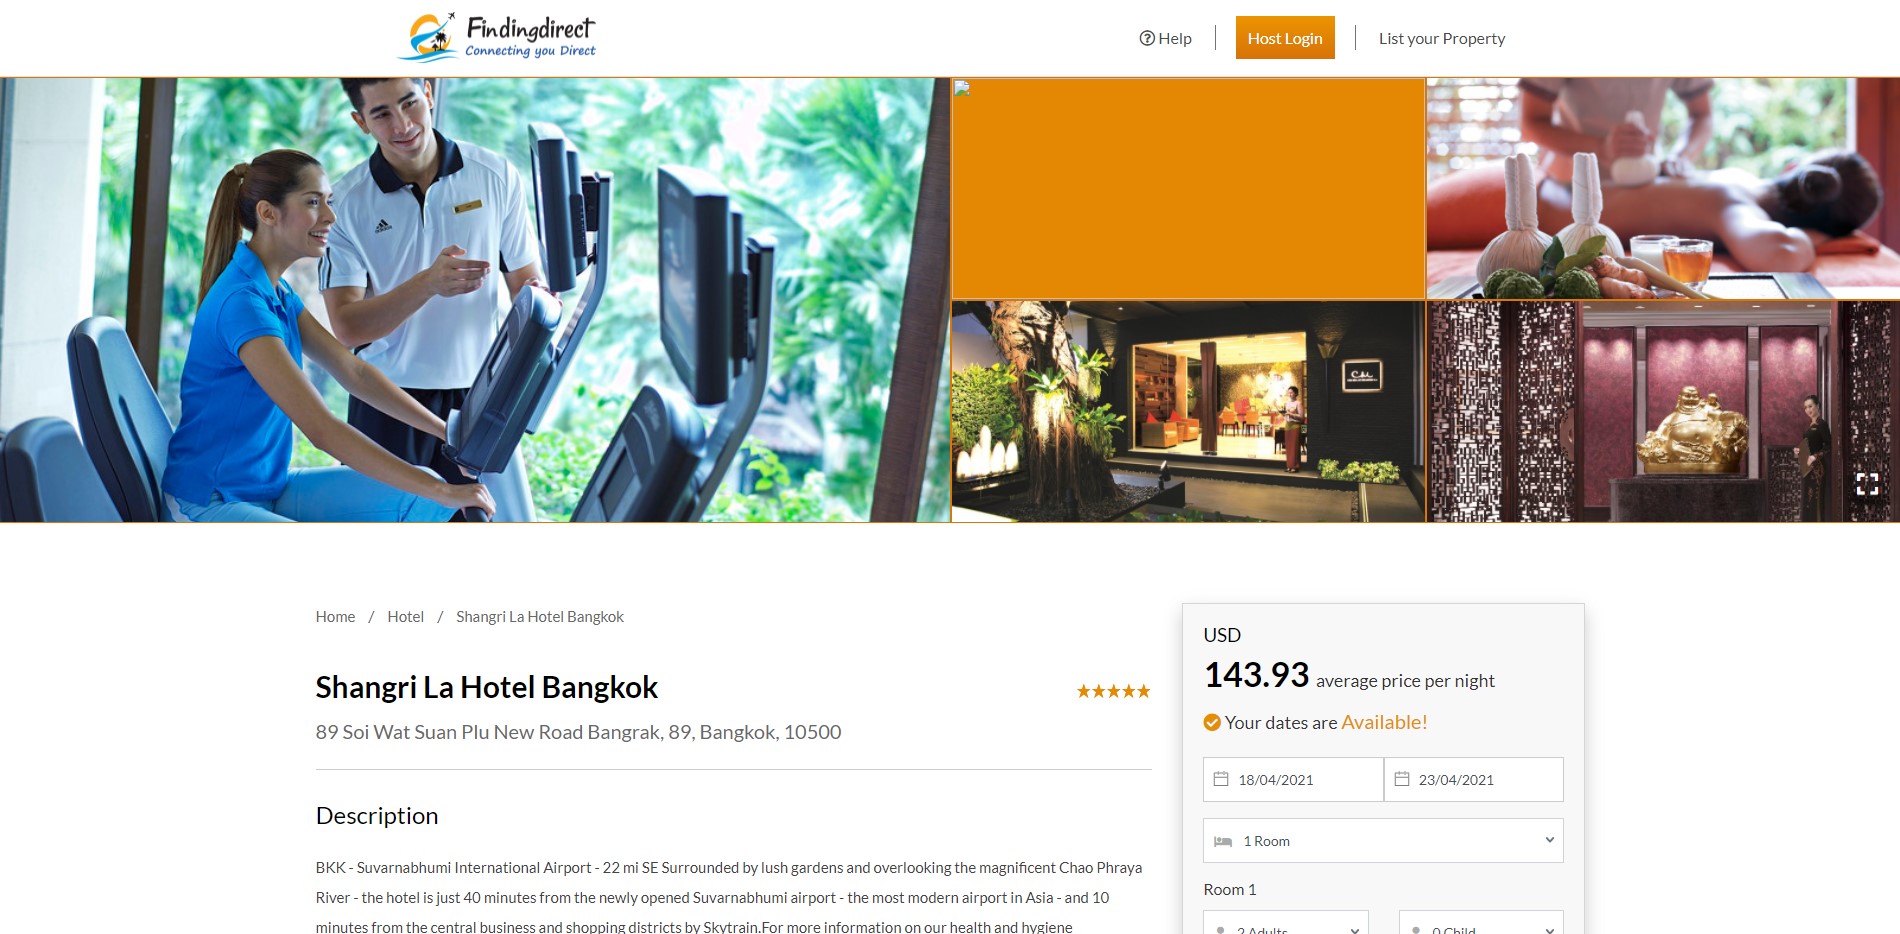 Findingdirect
Connecting you Direct
Help
Host Login
List your Property
adidas
Chi
Home / Hotel / Shangri La Hotel Bangkok
Shangri La Hotel Bangkok
89 Soi Wat Suan Plu New Road Bangrak, 89, Bangkok, 10500
Description
BKK - Suvarnabhumi International Airport - 22 mi SE Surrounded by lush gardens and overlooking the magnificent Chao Phraya
River - the hotel is just 40 minutes from the newly opened Suvarnabhumi airport - the most modern airport in Asia - and 10
minutes from the central business and shopping districts by Skytrain.For more information on our health and hygiene
USD
143.93 average price per night
Your dates are Available!
18/04/2021
23/04/2021
1 Room
Room 1
2 Adults
0 Child